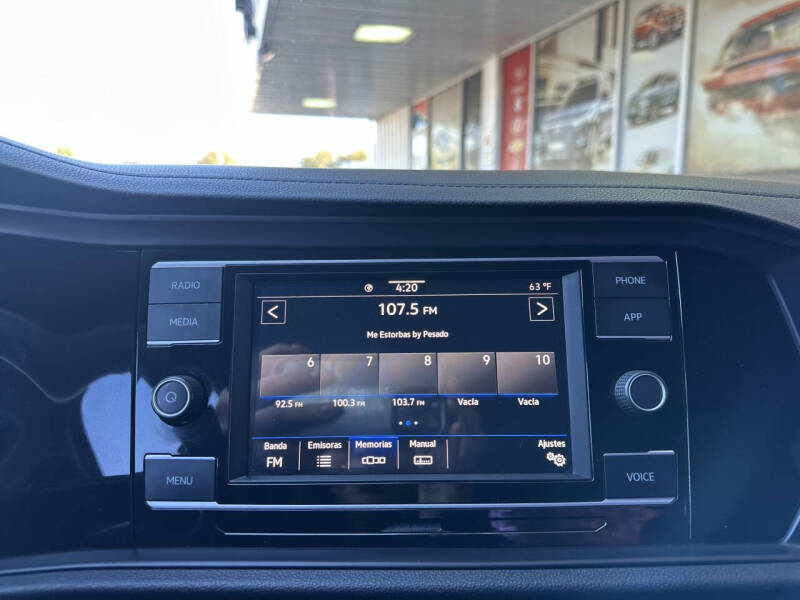 RADIO
MEDIA
MENU
PHONE
APP
VOICE
4:20
63 °F
<
107.5 FM
>
Me Estorbas by Pesado
6 7 8 9 10
92.5 FM 100.3 FM 103.7 FM Vacía Vacía
Banda Emisoras Memorias Manual Ajustes
FM